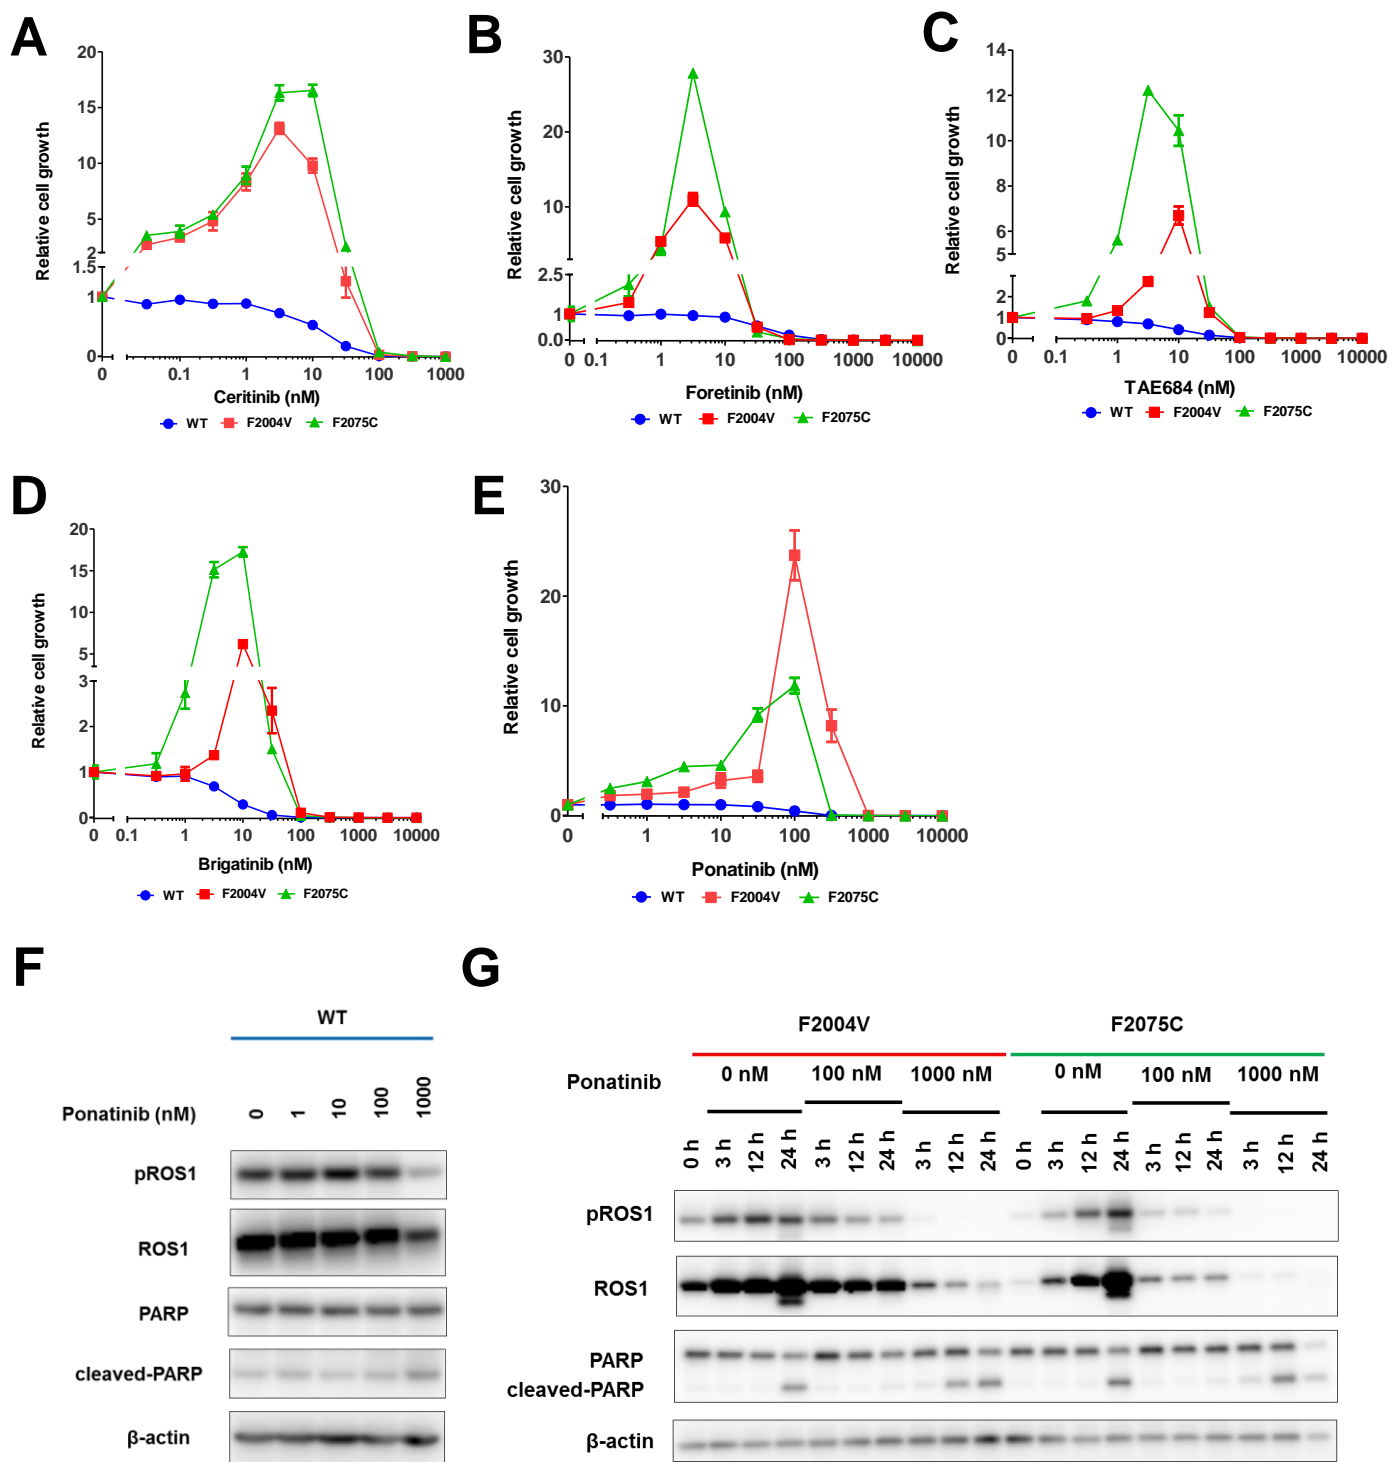 A
Relative cell growth
20
15
10
5
2
1.5
1
0
0 0.1 1 10 100 1000
Ceritinib (nM)
WT F2004V F2075C
B
Relative cell growth
30
20
10
2.5
1
0.0
0 0.1 1 10 100 1000 10000
Foretinib (nM)
WT F2004V F2075C
C
Relative cell growth
14
12
10
8
6
5
2
1
0
0 0.1 1 10 100 1000 10000
TAE684 (nM)
WT F2004V F2075C
D
Relative cell growth
20
15
10
5
3
2
1
0
0 0.1 1 10 100 1000 10000
Brigatinib (nM)
WT F2004V F2075C
E
Relative cell growth
30
20
10
0
0 1 10 100 1000 10000
Ponatinib (nM)
WT F2004V F2075C
F
WT
Ponatinib (nM) 0 1 10 100 1000
pROS1
ROS1
PARP
cleaved-PARP
β-actin
G
F2004V F2075C
Ponatinib 0 nM 100 nM 1000 nM 0 nM 100 nM 1000 nM
0 h 3 h 12 h 24 h 3 h 12 h 24 h 3 h 12 h 24 h 0 h 3 h 12 h 24 h 3 h 12 h 24 h 3 h 12 h 24 h
pROS1
ROS1
PARP
cleaved-PARP
β-actin